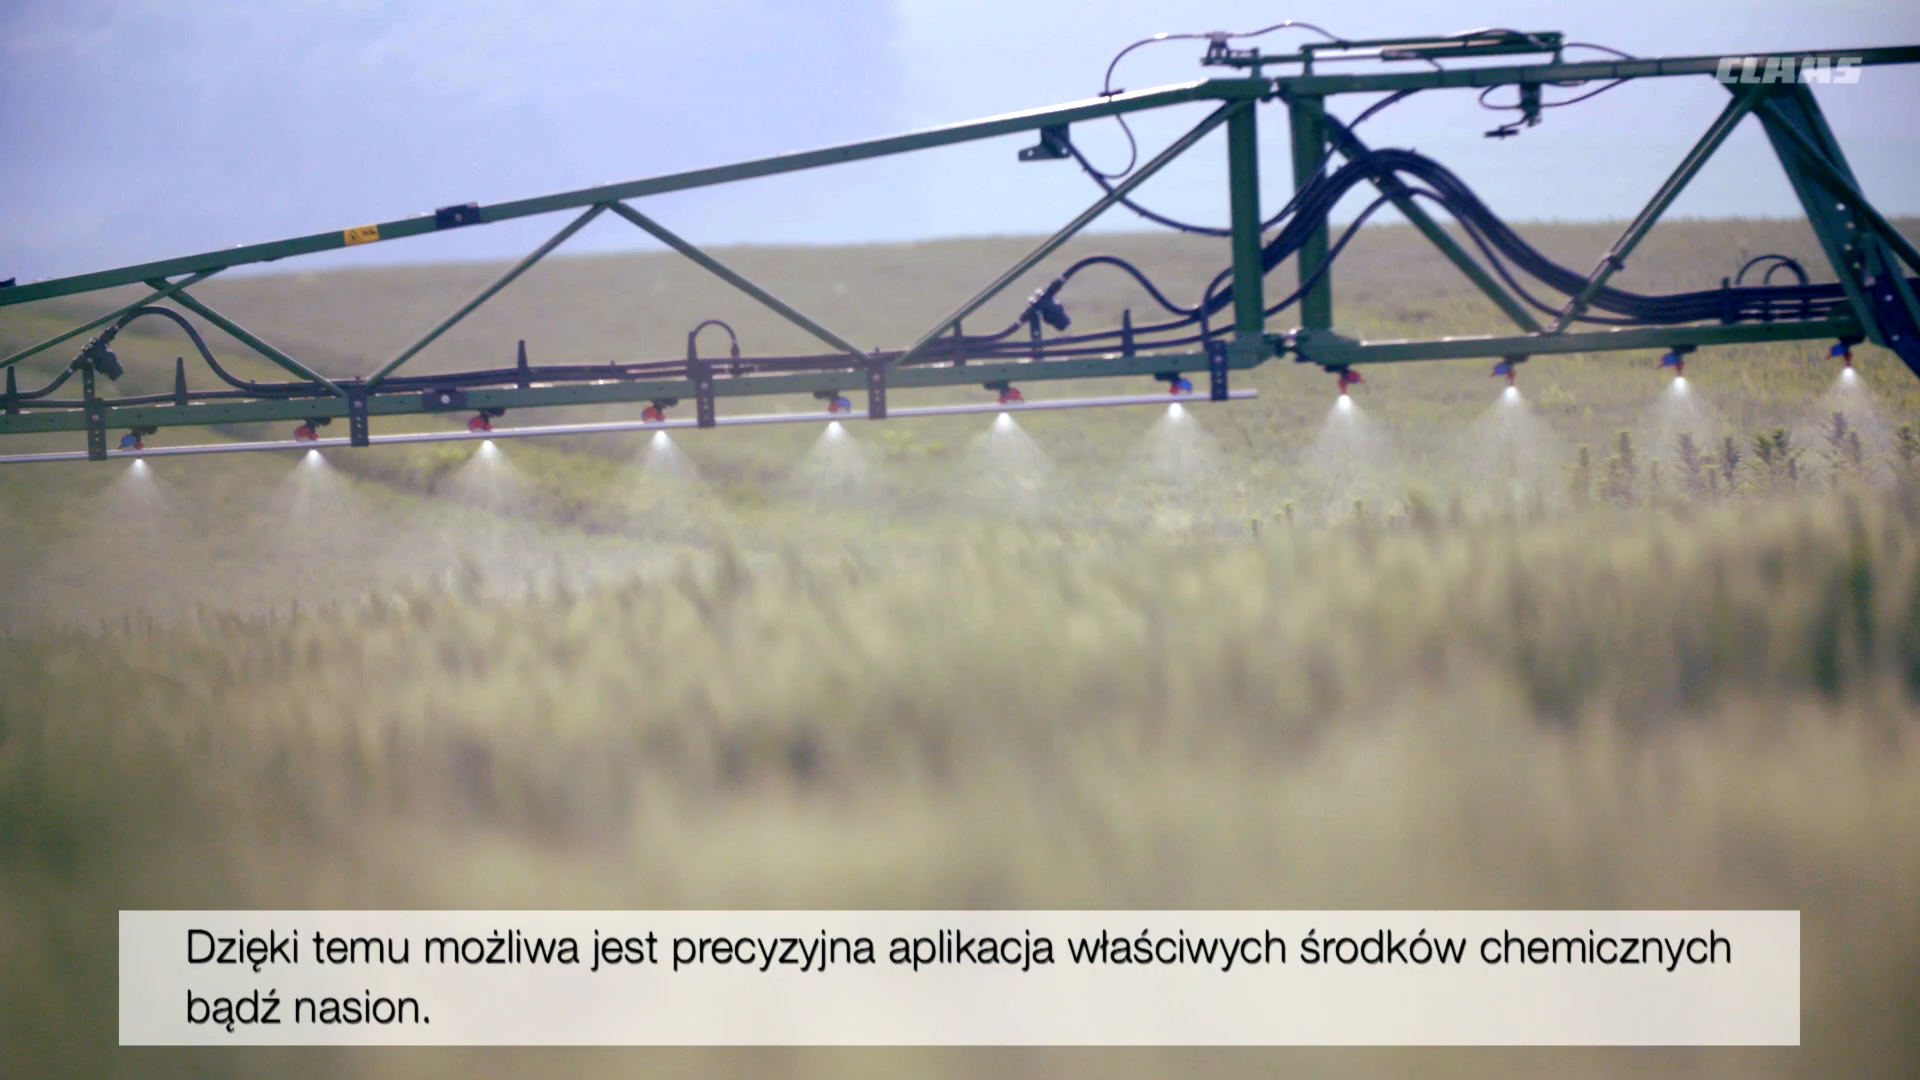 CLAAS
Dzięki temu możliwa jest precyzyjna aplikacja właściwych środków chemicznych
bądź nasion.